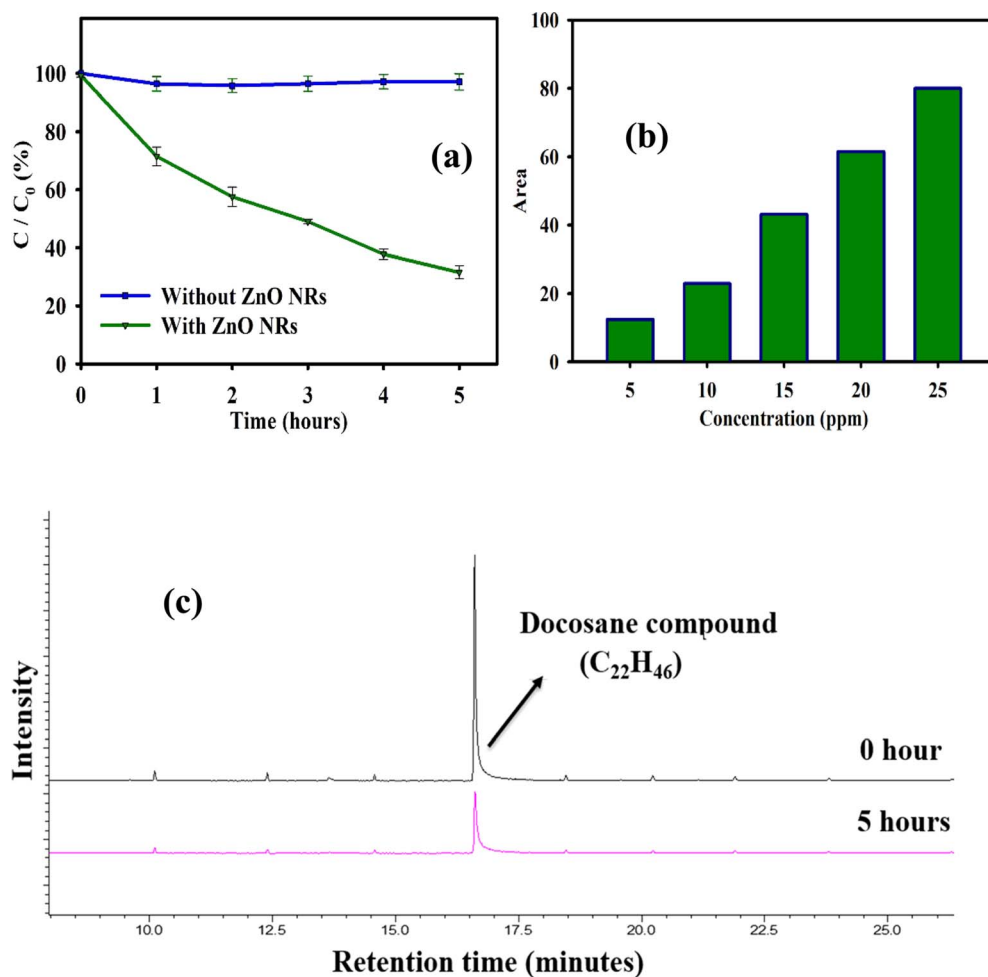 100
80
60
40
20
0
C / C₀ (%)
(a)
Without ZnO NRs
With ZnO NRs
0 1 2 3 4 5
Time (hours)
100
80
60
40
20
0
Area
(b)
5 10 15 20 25
Concentration (ppm)
(c)
Docosane compound
(C₂₂H₄₆)
Intensity
0 hour
5 hours
10.0 12.5 15.0 17.5 20.0 22.5 25.0
Retention time (minutes)